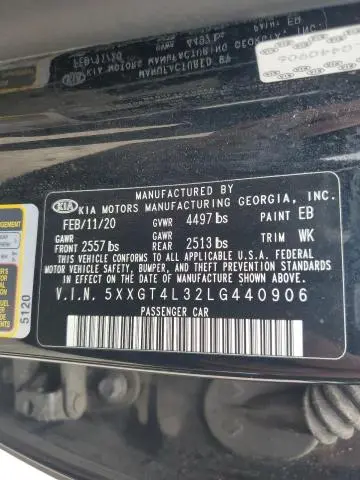 MANUFACTURED BY
KIA KIA MOTORS MANUFACTURING GEORGIA, INC.
FEB/11/20 GVWR 4497 lbs PAINT EB
GAWR FRONT 2557 lbs GAWR REAR 2513 lbs TRIM WK
THIS VEHICLE CONFORMS TO ALL APPLICABLE U.S.A. FEDERAL
MOTOR VEHICLE SAFETY, BUMPER, AND THEFT PREVENTION STANDARDS
IN EFFECT ON THE DATE OF MANUFACTURE SHOWN ABOVE.
V.I.N. 5XXGT4L32LG440906
PASSENGER CAR
5120